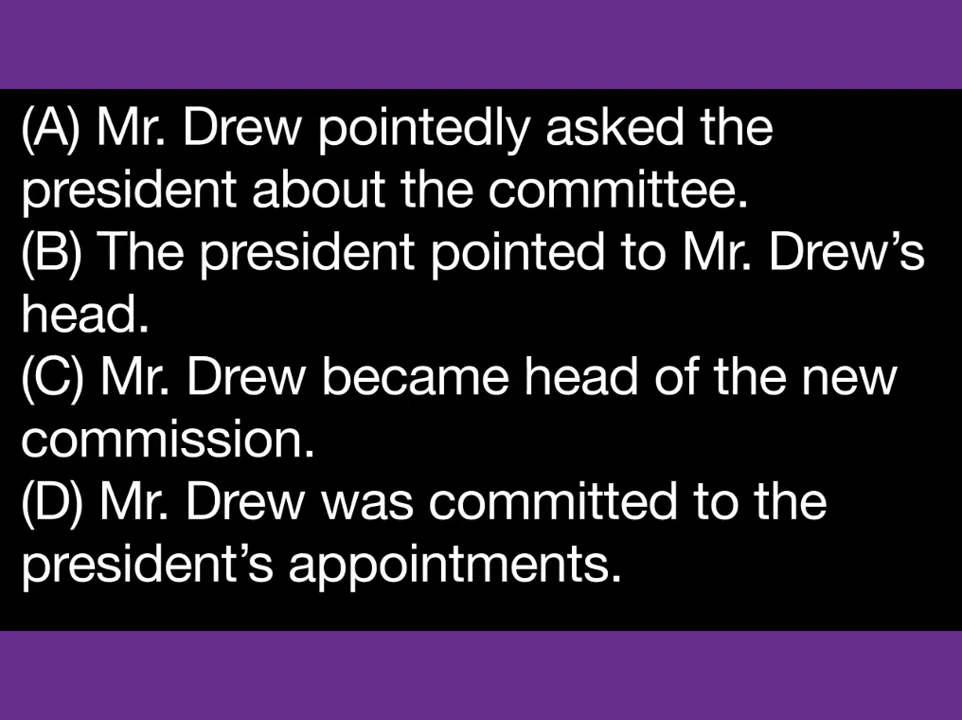 (A) Mr. Drew pointedly asked the
president about the committee.
(B) The president pointed to Mr. Drew’s
head.
(C) Mr. Drew became head of the new
commission.
(D) Mr. Drew was committed to the
president’s appointments.